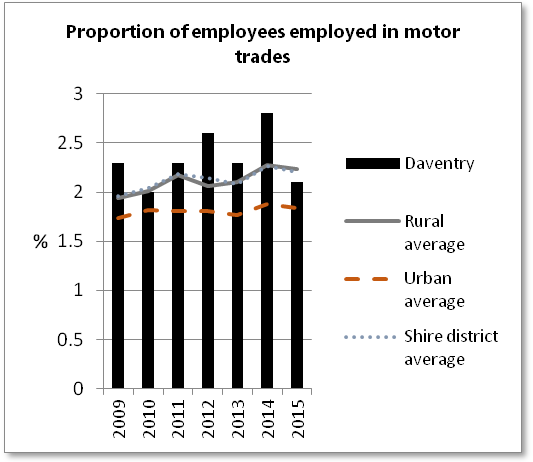 Proportion of employees employed in motor
trades
3
2.5
2
1.5
1
0.5
0
%
2009
2010
2011
2012
2013
2014
2015
Daventry
Rural
average
Urban
average
Shire district
average